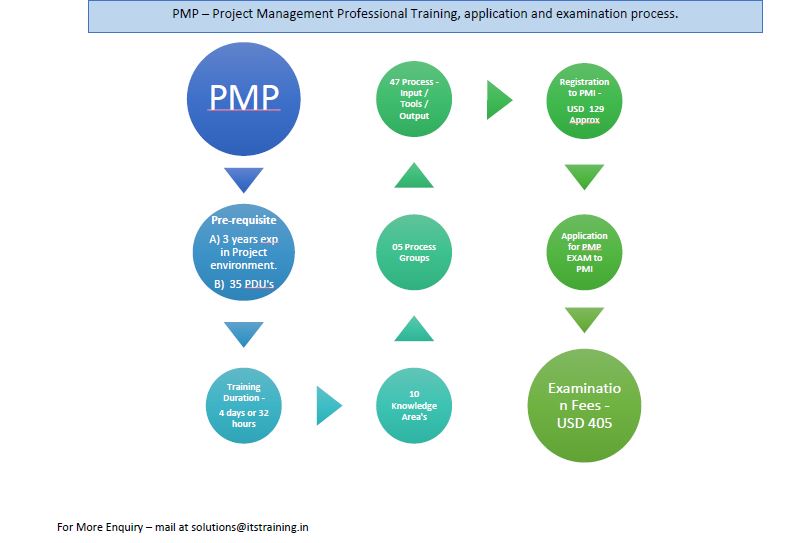 PMP – Project Management Professional Training, application and examination process.
PMP
Pre-requisite
A) 3 years exp
in Project
environment.
B) 35 PDU's
Training
Duration -
4 days or 32
hours
10
Knowledge
Area's
05 Process
Groups
47 Process -
Input /
Tools /
Output
Registration
to PMI -
USD 129
Approx
Application
for PMP
EXAM to
PMI
Examinatio
n Fees -
USD 405
For More Enquiry – mail at solutions@itstraining.in